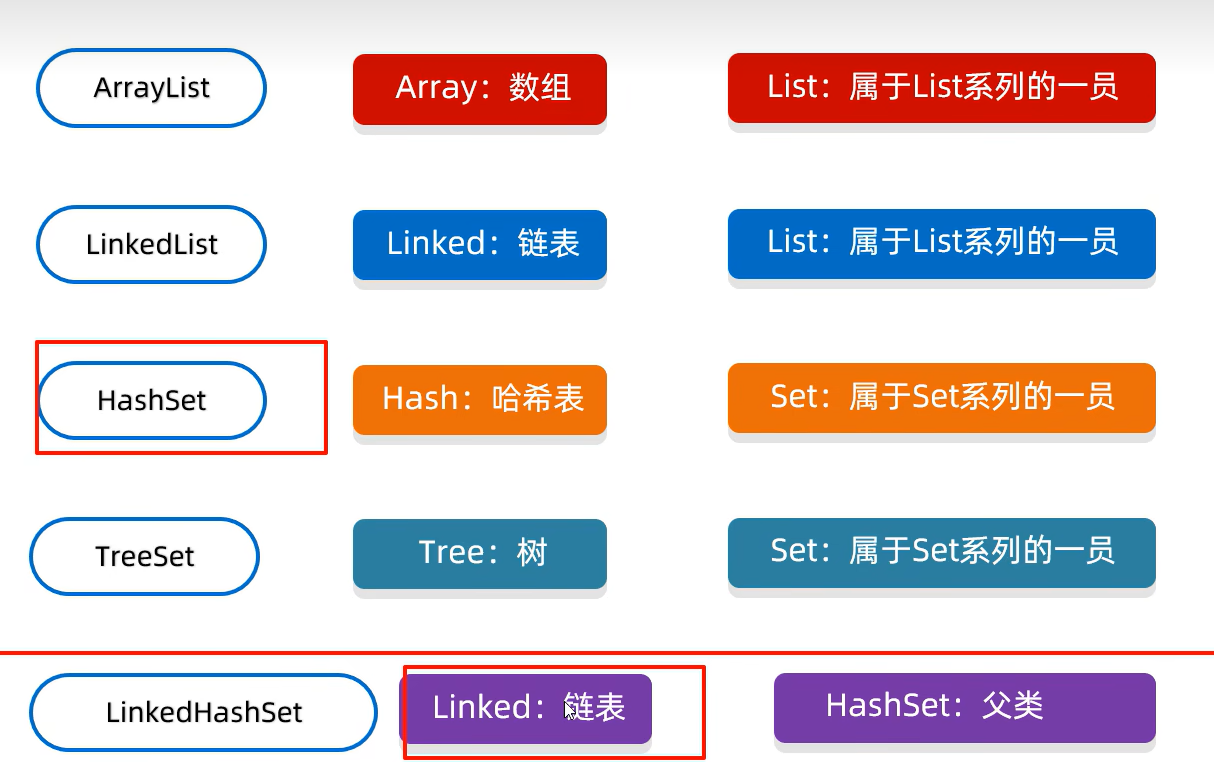 ArrayList
Array：数组
List：属于List系列的一员
LinkedList
Linked：链表
List：属于List系列的一员
HashSet
Hash：哈希表
Set：属于Set系列的一员
TreeSet
Tree：树
Set：属于Set系列的一员
LinkedHashSet
Linked：链表
HashSet：父类